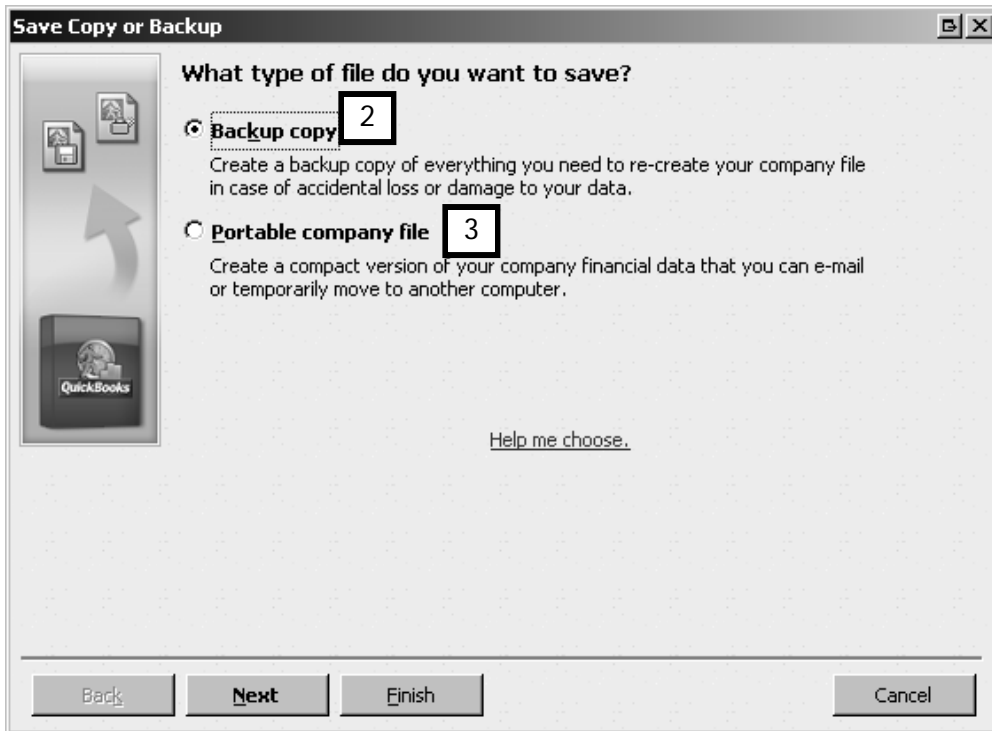 Save Copy or Backup
What type of file do you want to save?
Backup copy
2
Create a backup copy of everything you need to re-create your company file
in case of accidental loss or damage to your data.
Portable company file
3
Create a compact version of your company financial data that you can e-mail
or temporarily move to another computer.
QuickBooks
Help me choose.
Back
Next
Finish
Cancel